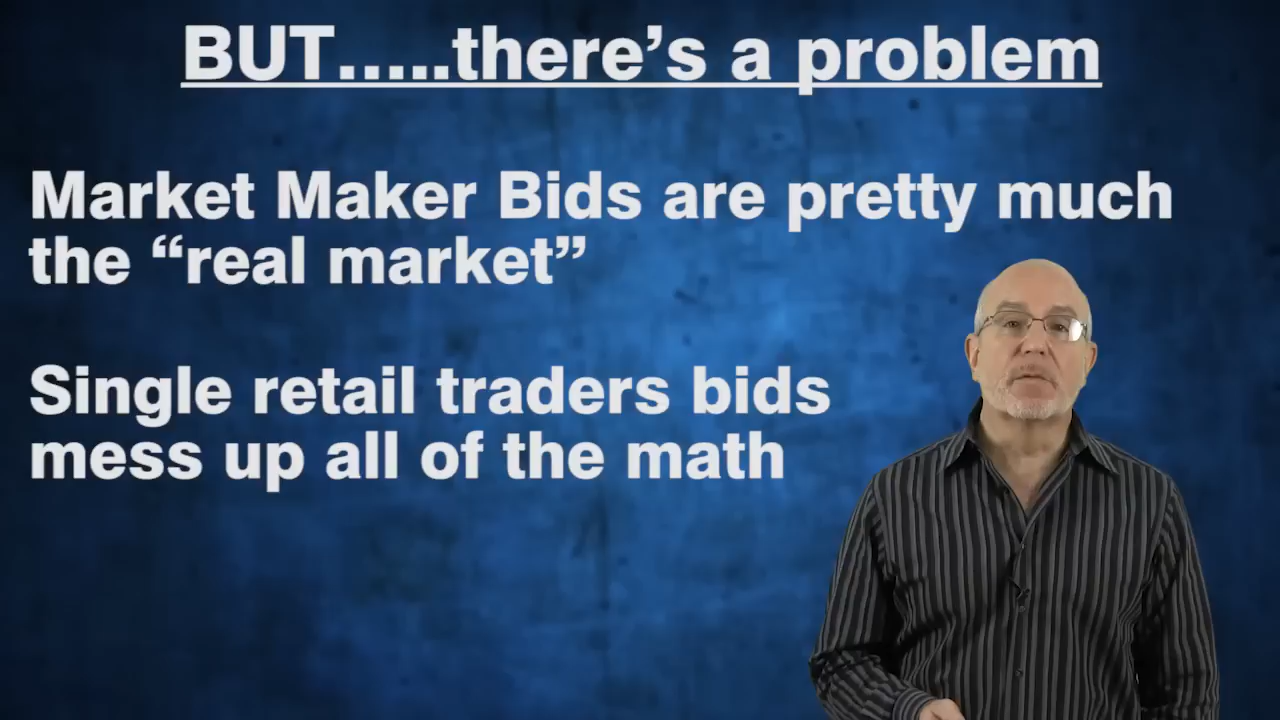 BUT.....there’s a problem
Market Maker Bids are pretty much
the “real market”
Single retail traders bids
mess up all of the math